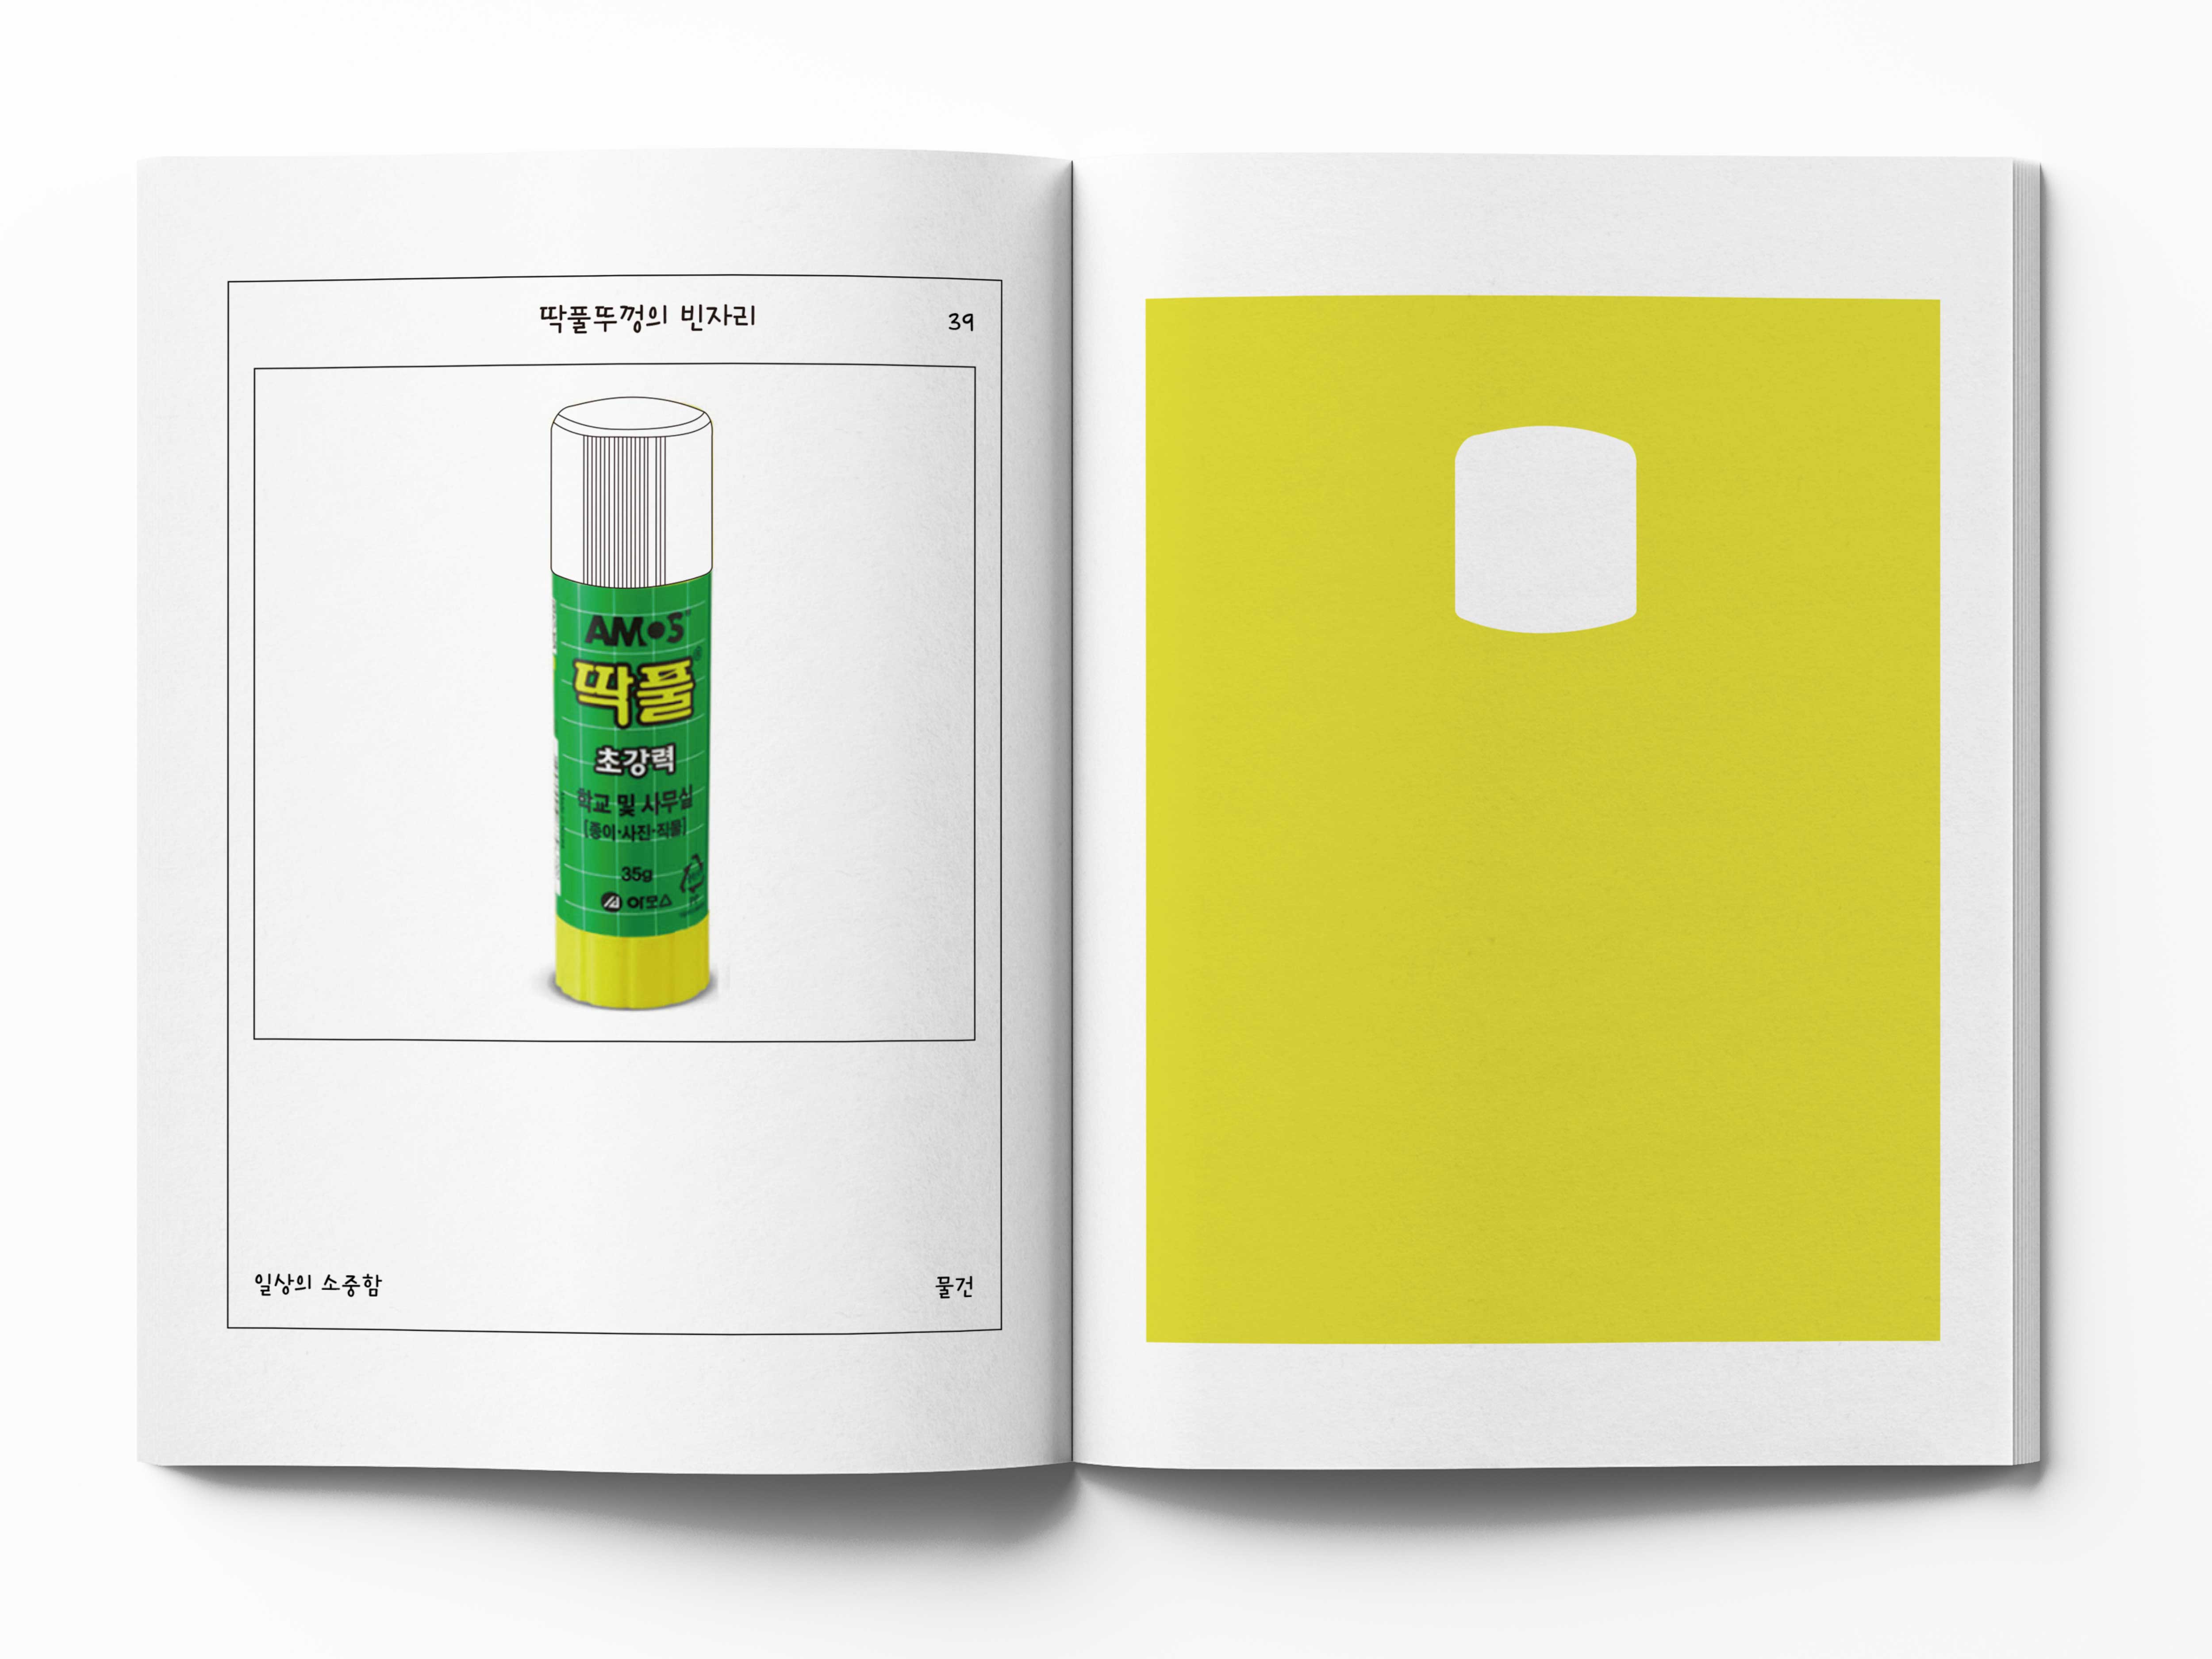 딱풀뚜껑의 빈자리
39
AMOS
딱풀
초강력
학교 및 사무실
[종이·사진·직물]
35g
아모스
일상의 소중함
물건